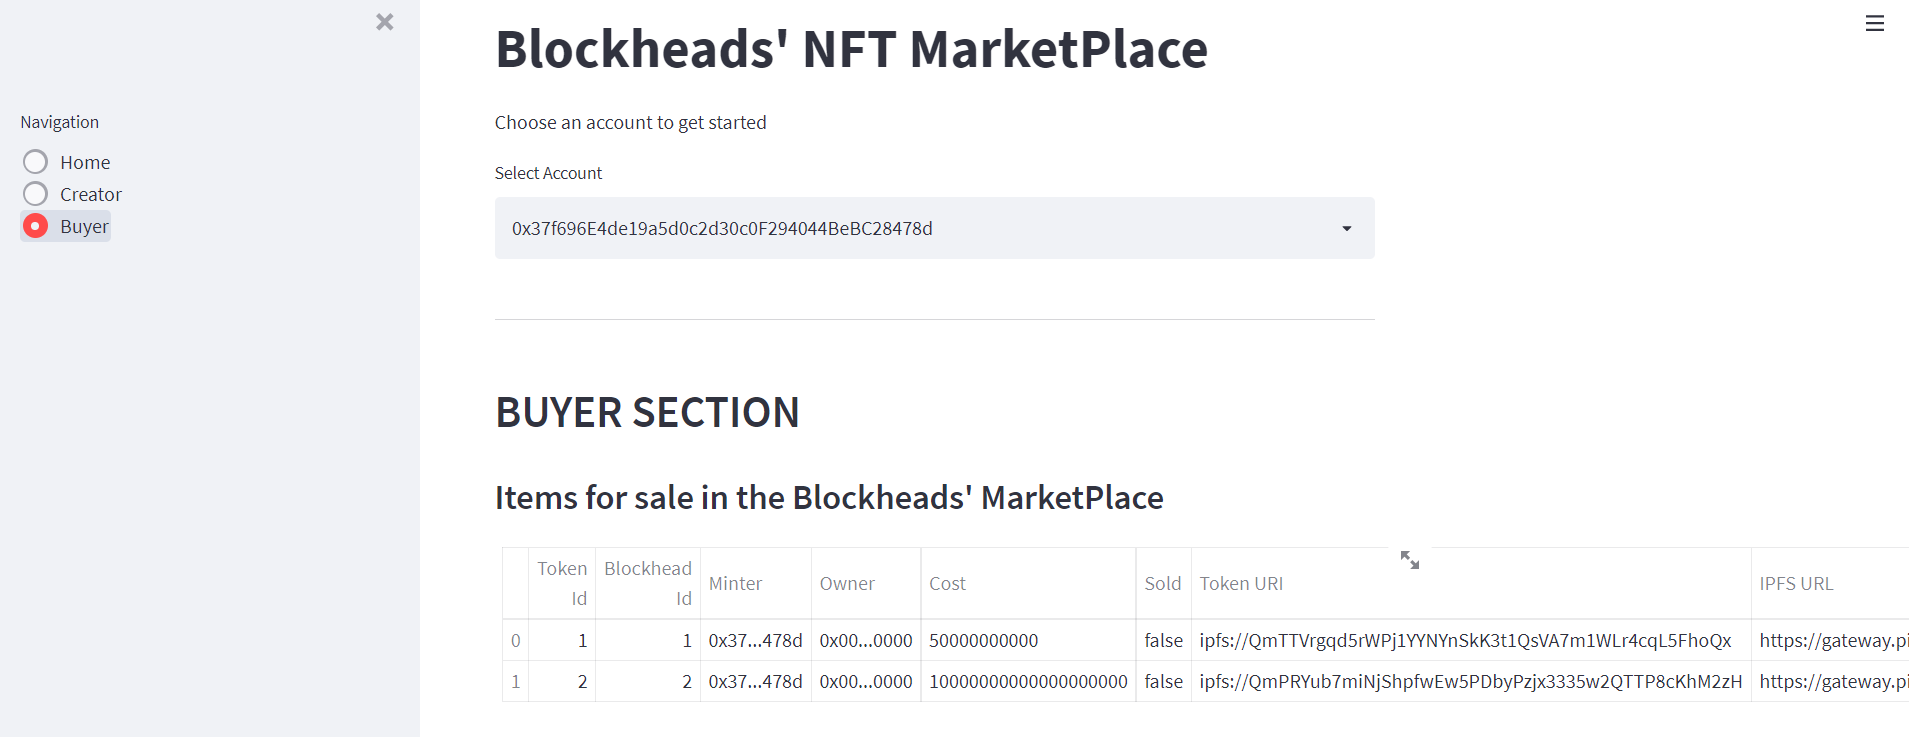 Blockheads' NFT MarketPlace
Navigation
Home
Creator
Buyer
Choose an account to get started
Select Account
0x37f696E4de19a5d0c2d30c0F294044BeBC28478d
BUYER SECTION
Items for sale in the Blockheads' MarketPlace
Token Id Blockhead Id Minter Owner Cost Sold Token URI IPFS URL
0 1 1 0x37...478d 0x00...0000 50000000000 false ipfs://QmTTVrgqd5rWPj1YYNYnSkK3t1QsVA7m1WLr4cqL5FhoQx https://gateway.pi
1 2 2 0x37...478d 0x00...0000 10000000000000000000 false ipfs://QmPRYub7miNjShpfwEw5PDbyPzjx3335w2QTTP8cKhM2zH https://gateway.pi